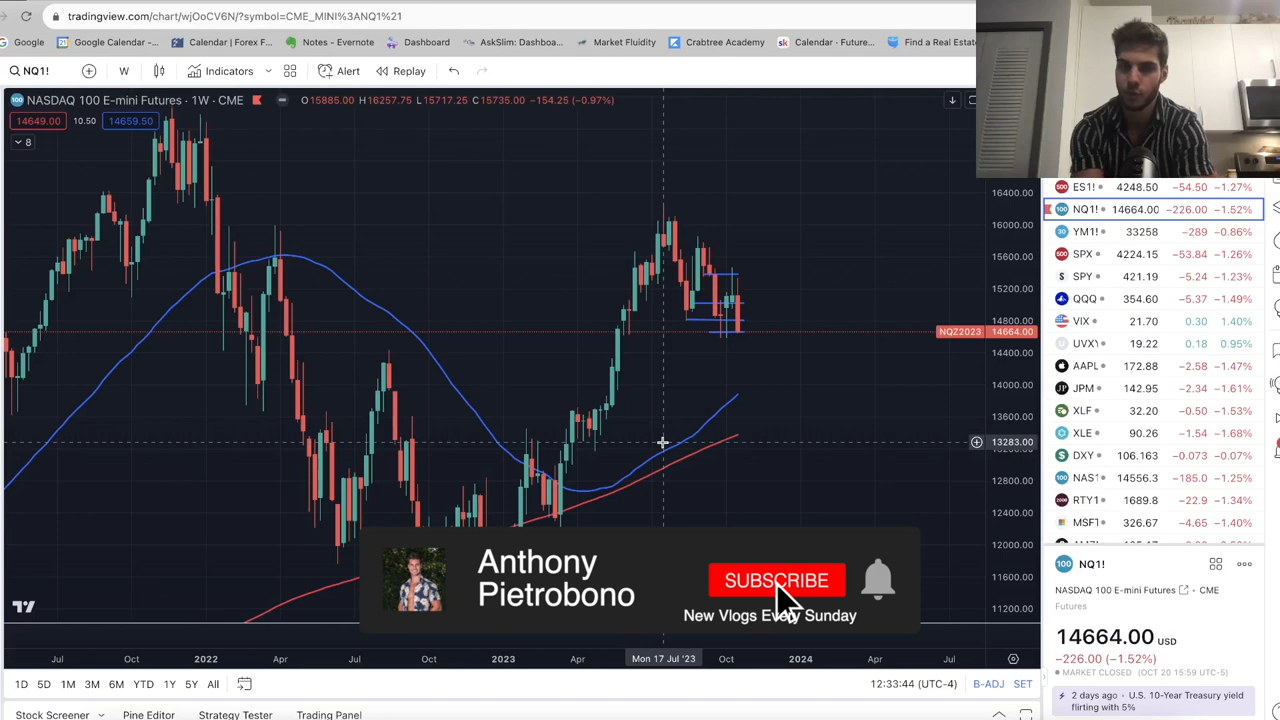 tradingview.com/chart/wjOoCV6N/?symbol=CME_MINI%3ANQ1%21
Google
Google Calendar -...
Calendar | Forex F...
Notes - Evernote
Dashboard
AskSlim: Dashboa...
Market Fluidity
Crabtree Academy
Calendar : Future...
Find a Real Estate
NQ1!
W
Indicators
Alert
Replay
NASDAQ 100 E-mini Futures · 1W · CME
O15885.00 H16257.75 L15717.25 C15735.00 −154.25 (−0.97%)
14649.00
10.50
14659.50
8
16400.00
16000.00
15600.00
15200.00
14800.00
NQZ2023 14664.00
14400.00
14000.00
13600.00
13283.00
12800.00
12400.00
12000.00
11600.00
11200.00
Jul
Oct
2022
Apr
Jul
Oct
2023
Apr
Mon 17 Jul '23
Oct
2024
Apr
Jul
Anthony
Pietrobono
SUBSCRIBE
New Vlogs Every Sunday
1D 5D 1M 3M 6M YTD 1Y 5Y All
12:33:44 (UTC-4)
B-ADJ SET
Stock Screener
Pine Editor
Strategy Tester
Trading Panel
ES1! 4248.50 −54.50 −1.27%
NQ1! 14664.00 −226.00 −1.52%
YM1! 33258 −289 −0.86%
SPX 4224.15 −53.84 −1.26%
SPY 421.19 −5.24 −1.23%
QQQ 354.60 −5.37 −1.49%
VIX 21.70 0.30 1.40%
UVXY 19.22 0.18 0.95%
AAPL 172.88 −2.58 −1.47%
JPM 142.95 −2.34 −1.61%
XLF 32.20 −0.50 −1.53%
XLE 90.26 −1.54 −1.68%
DXY 106.163 −0.073 −0.07%
NAS1 14556.3 −185.0 −1.25%
RTY1 1689.8 −22.9 −1.34%
MSFT 326.67 −4.65 −1.40%
NQ1!
NASDAQ 100 E-mini Futures · CME
Futures
14664.00 USD
−226.00 (−1.52%)
MARKET CLOSED (OCT 20 15:59 UTC-5)
2 days ago · U.S. 10-Year Treasury yield
flirting with 5%